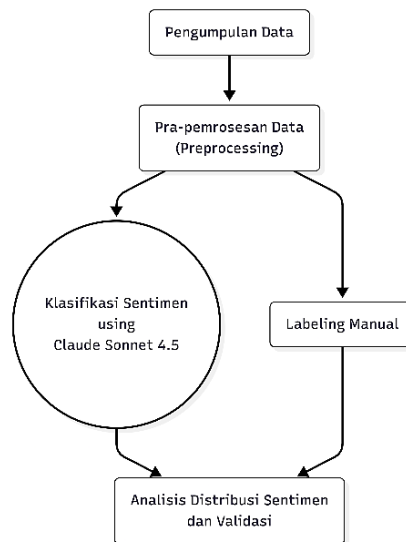 Pengumpulan Data
Pra-pemrosesan Data
(Preprocessing)
Klasifikasi Sentimen
using
Claude Sonnet 4.5
Labeling Manual
Analisis Distribusi Sentimen
dan Validasi